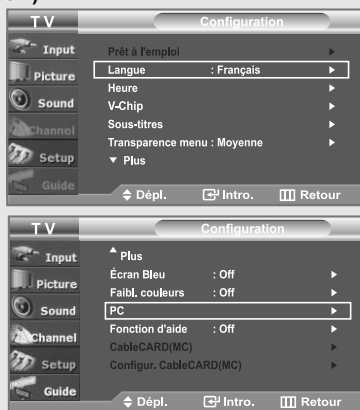 TV Configuration
Input
Picture
Sound
Channel
Setup
Guide
Prêt à l'emploi
Langue : Français
Heure
V-Chip
Sous-titres
Transparence menu : Moyenne
Plus
Dépl. Intro. Retour
TV Configuration
Input
Picture
Sound
Channel
Setup
Guide
Plus
Écran Bleu : Off
Faibl. couleurs : Off
PC
Fonction d'aide : Off
CableCARD(MC)
Configur. CableCARD(MC)
Dépl. Intro. Retour